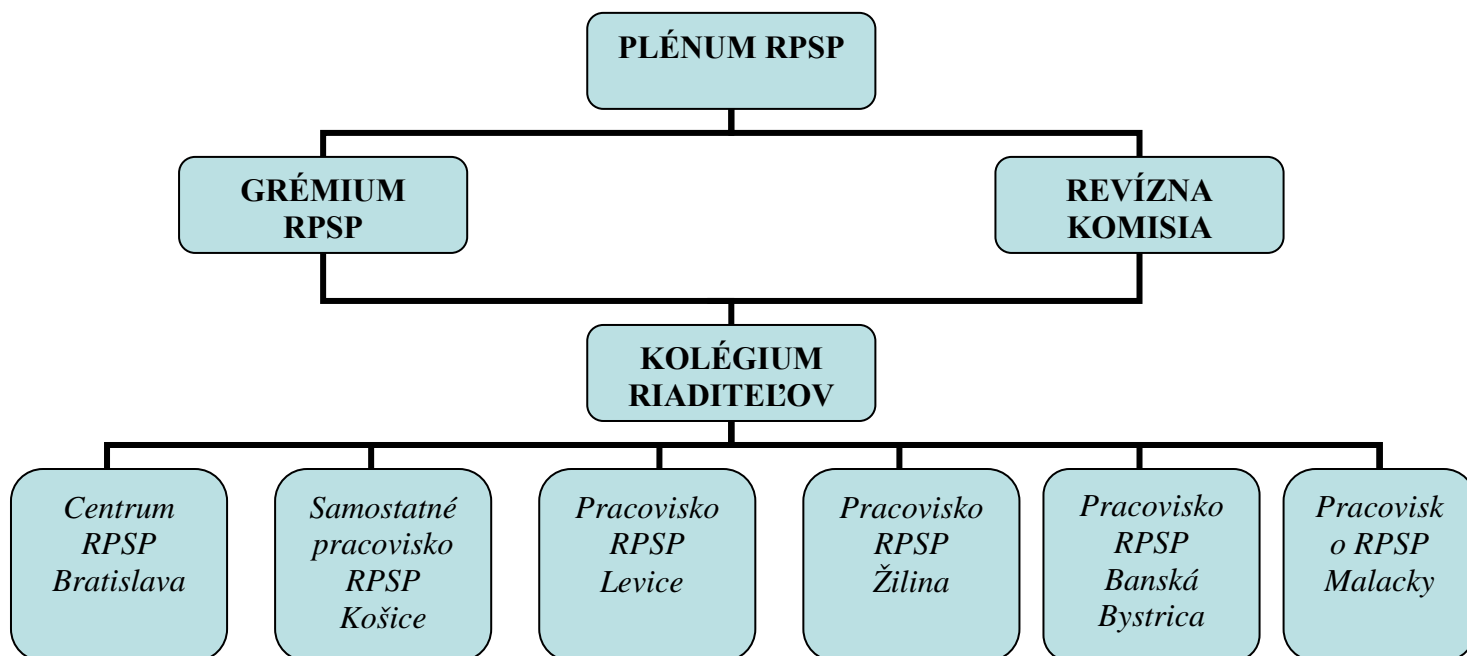 PLÉNUM RPSP
GRÉMIUM
RPSP
REVÍZNA
KOMISIA
KOLÉGIUM
RIADITEĽOV
Centrum
RPSP
Bratislava
Samostatné
pracovisko
RPSP
Košice
Pracovisko
RPSP
Levice
Pracovisko
RPSP
Žilina
Pracovisko
RPSP
Banská
Bystrica
Pracovisk
o RPSP
Malacky